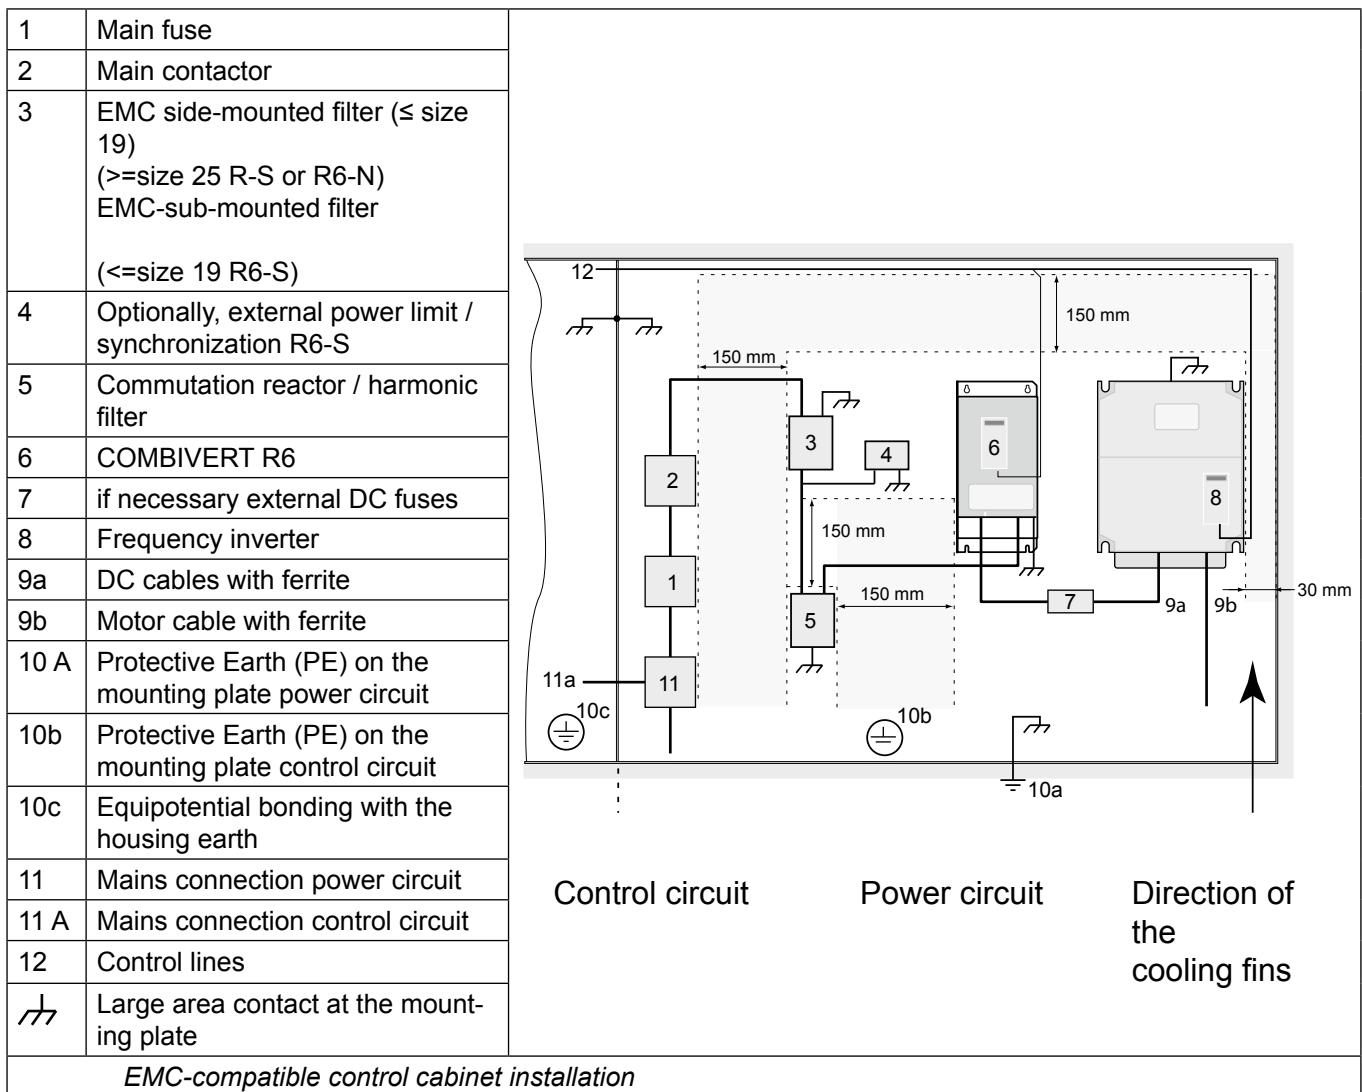 1 Main fuse
2 Main contactor
3 EMC side-mounted filter (≤ size
19)
(>=size 25 R-S or R6-N)
EMC-sub-mounted filter
(<=size 19 R6-S)
4 Optionally, external power limit /
synchronization R6-S
5 Commutation reactor / harmonic
filter
6 COMBIVERT R6
7 if necessary external DC fuses
8 Frequency inverter
9a DC cables with ferrite
9b Motor cable with ferrite
10 A Protective Earth (PE) on the
mounting plate power circuit
10b Protective Earth (PE) on the
mounting plate control circuit
10c Equipotential bonding with the
housing earth
11 Mains connection power circuit
11 A Mains connection control circuit
12 Control lines
Large area contact at the mount-
ing plate
12
150 mm
150 mm
3
6
4
2
8
150 mm
1
150 mm
7
9a
9b
30 mm
5
11a
11
10c
10b
10a
Control circuit
Power circuit
Direction of
the
cooling fins
EMC-compatible control cabinet installation